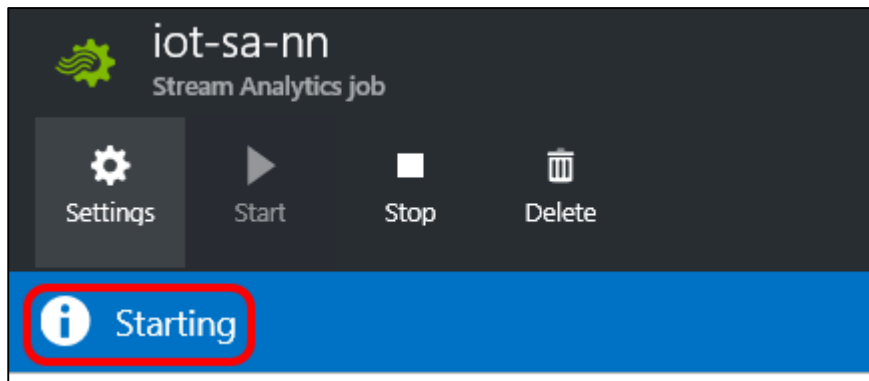 iot-sa-nn
Stream Analytics job
Settings Start Stop Delete
Starting